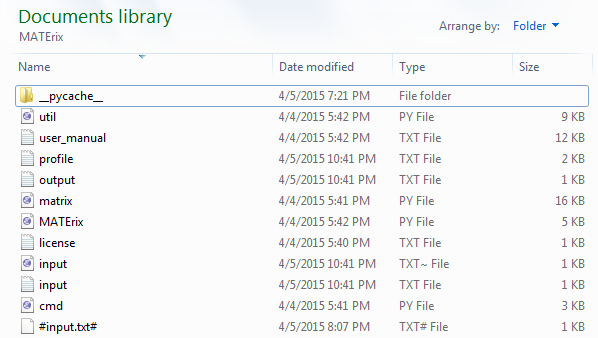 Documents library
MATErix
Arrange by: Folder
Name Date modified Type Size
__pycache__ 4/5/2015 7:21 PM File folder
util 4/4/2015 5:42 PM PY File 9 KB
user_manual 4/4/2015 5:42 PM TXT File 12 KB
profile 4/5/2015 10:41 PM TXT File 2 KB
output 4/5/2015 10:41 PM TXT File 1 KB
matrix 4/4/2015 5:41 PM PY File 16 KB
MATErix 4/4/2015 5:42 PM PY File 5 KB
license 4/4/2015 5:40 PM TXT File 1 KB
input 4/5/2015 10:41 PM TXT~ File 1 KB
input 4/5/2015 10:41 PM TXT File 1 KB
cmd 4/4/2015 5:41 PM PY File 3 KB
#input.txt# 4/5/2015 8:07 PM TXT# File 1 KB